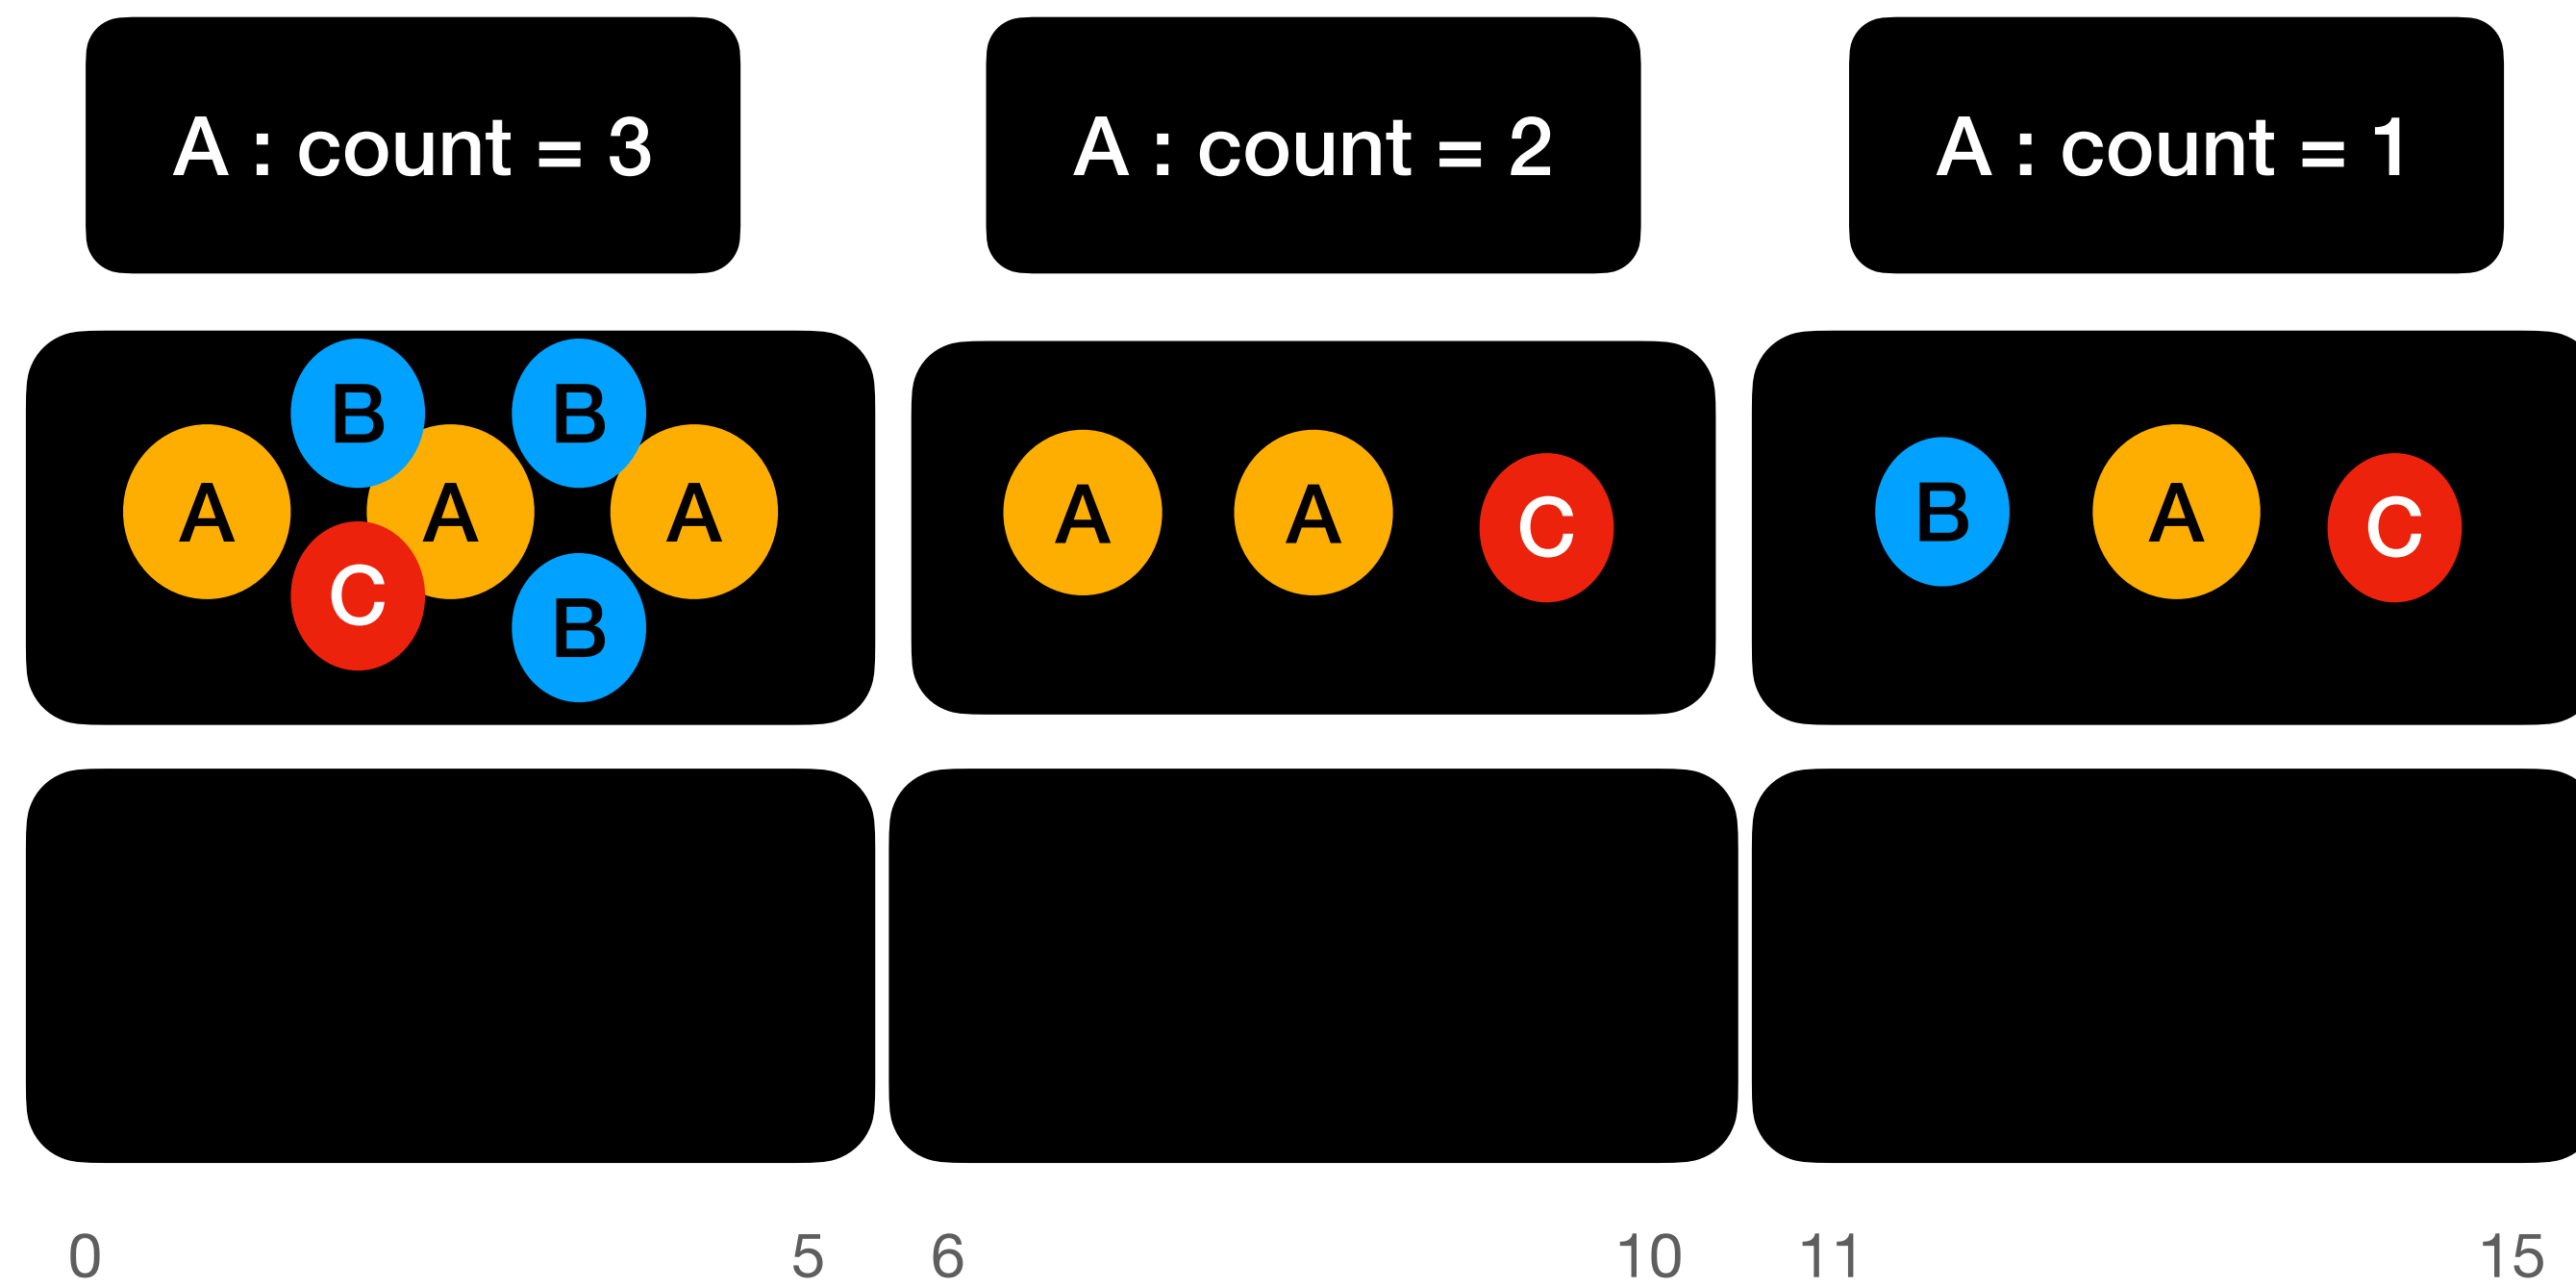 A : count = 3
A : count = 2
A : count = 1
B B
A A A
C
B
A A C
B A C
0 5 6 10 11 15